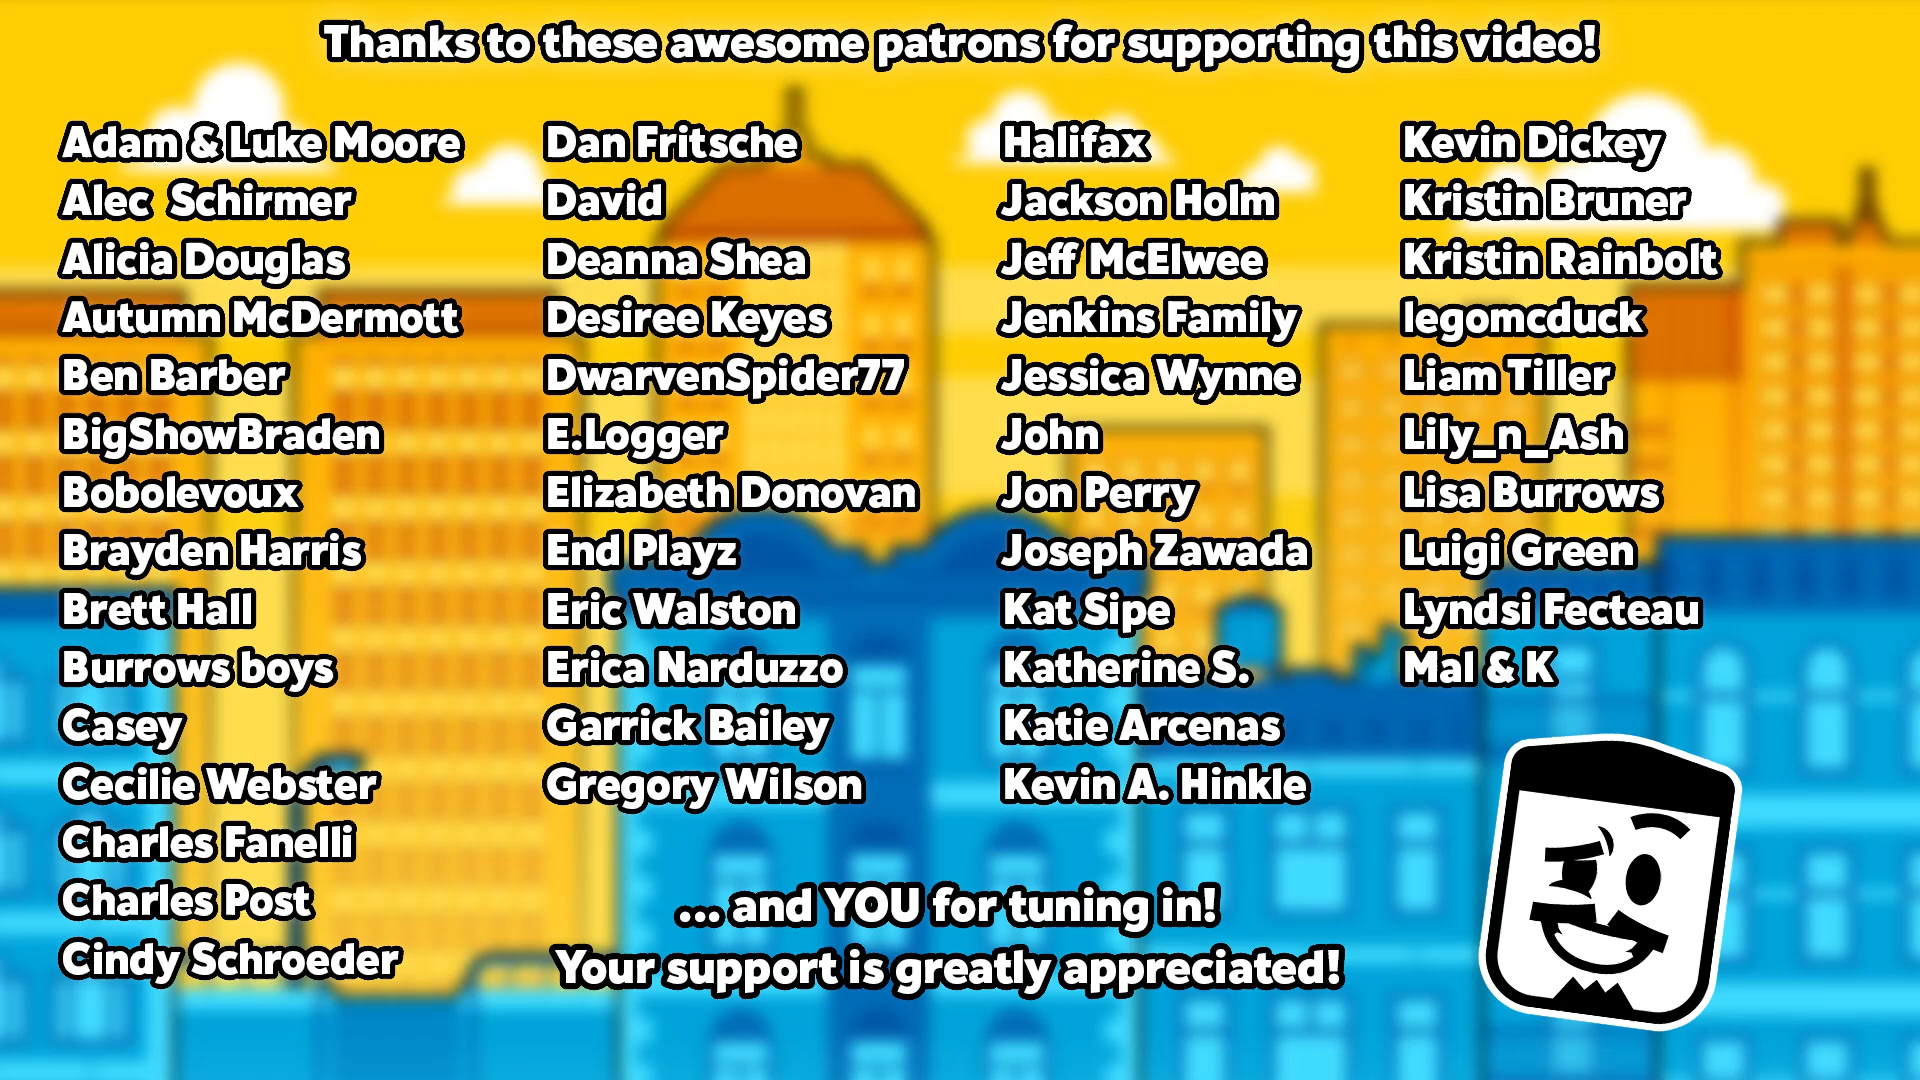 Thanks to these awesome patrons for supporting this video!
Adam & Luke Moore
Alec  Schirmer
Alicia Douglas
Autumn McDermott
Ben Barber
BigShowBraden
Bobolevoux
Brayden Harris
Brett Hall
Burrows boys
Casey
Cecilie Webster
Charles Fanelli
Charles Post
Cindy Schroeder
Dan Fritsche
David
Deanna Shea
Desiree Keyes
DwarvenSpider77
E.Logger
Elizabeth Donovan
End Playz
Eric Walston
Erica Narduzzo
Garrick Bailey
Gregory Wilson
Halifax
Jackson Holm
Jeff McElwee
Jenkins Family
Jessica Wynne
John
Jon Perry
Joseph Zawada
Kat Sipe
Katherine S.
Katie Arcenas
Kevin A. Hinkle
Kevin Dickey
Kristin Bruner
Kristin Rainbolt
legomcduck
Liam Tiller
Lily_n_Ash
Lisa Burrows
Luigi Green
Lyndsi Fecteau
Mal & K
... and YOU for tuning in!
Your support is greatly appreciated!